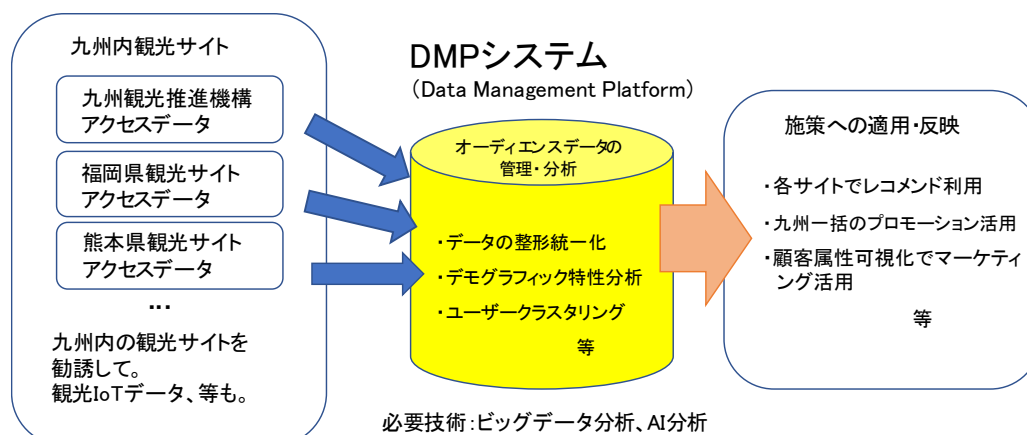 九州内観光サイト
九州観光推進機構
アクセスデータ
福岡県観光サイト
アクセスデータ
熊本県観光サイト
アクセスデータ
…
九州内の観光サイトを
勧誘して。
観光IoTデータ、等も。
DMPシステム
（Data Management Platform）
オーディエンスデータの
管理・分析
・データの整形統一化
・デモグラフィック特性分析
・ユーザークラスタリング
等
必要技術：ビッグデータ分析、AI分析
施策への適用・反映
・各サイトでレコメンド利用
・九州一括のプロモーション活用
・顧客属性可視化でマーケティ
ング活用
等